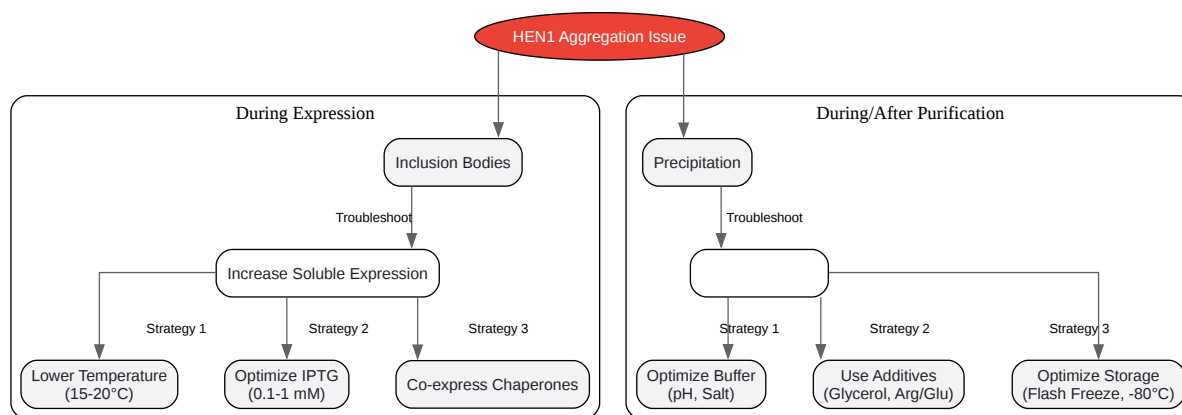 HEN1 Aggregation Issue
During Expression
During/After Purification
Inclusion Bodies
Precipitation
Troubleshoot
Troubleshoot
Increase Soluble Expression
Strategy 1
Strategy 2
Strategy 3
Strategy 1
Strategy 2
Strategy 3
Lower Temperature
(15-20°C)
Optimize IPTG
(0.1-1 mM)
Co-express Chaperones
Optimize Buffer
(pH, Salt)
Use Additives
(Glycerol, Arg/Glu)
Optimize Storage
(Flash Freeze, -80°C)